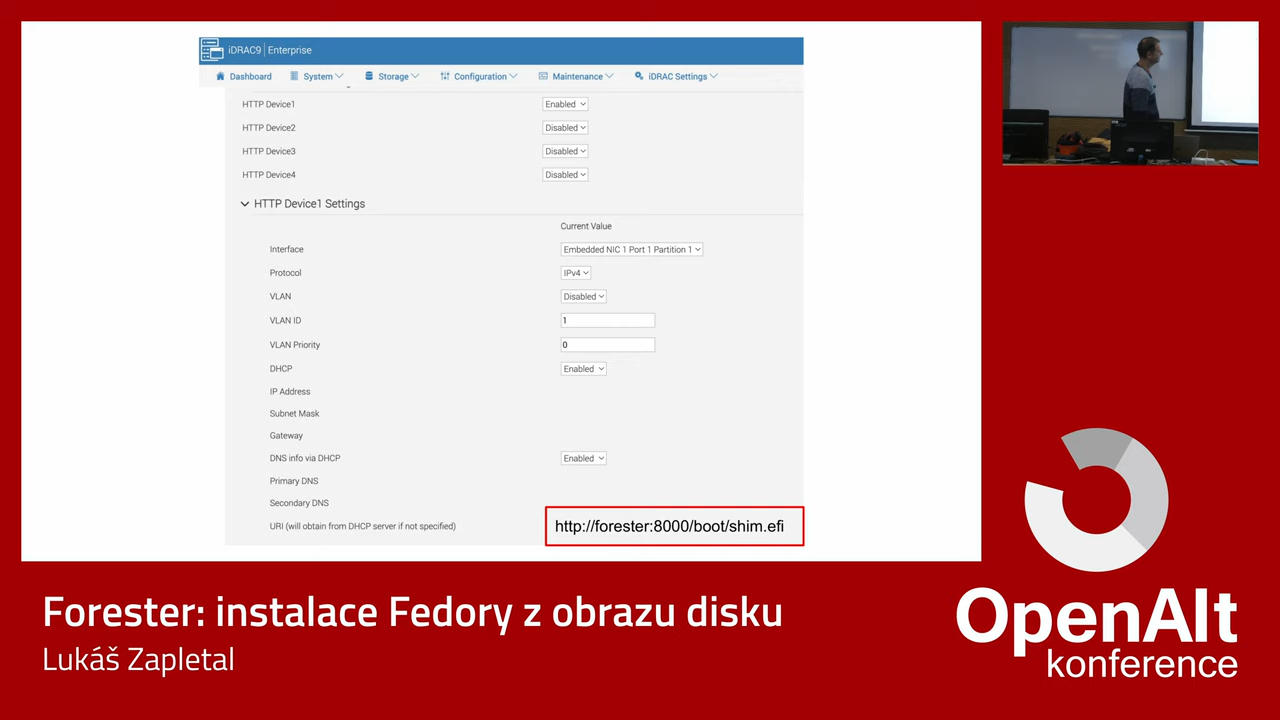 iDRAC9 | Enterprise
Dashboard System Storage Configuration Maintenance iDRAC Settings
HTTP Device1 Enabled
HTTP Device2 Disabled
HTTP Device3 Disabled
HTTP Device4 Disabled
HTTP Device1 Settings
Current Value
Interface Embedded NIC 1 Port 1 Partition 1
Protocol IPv4
VLAN Disabled
VLAN ID 1
VLAN Priority 0
DHCP Enabled
IP Address
Subnet Mask
Gateway
DNS info via DHCP Enabled
Primary DNS
Secondary DNS
URI (will obtain from DHCP server if not specified) http://forester:8000/boot/shim.efi
Forester: instalace Fedory z obrazu disku
Lukáš Zapletal
OpenAlt
konference